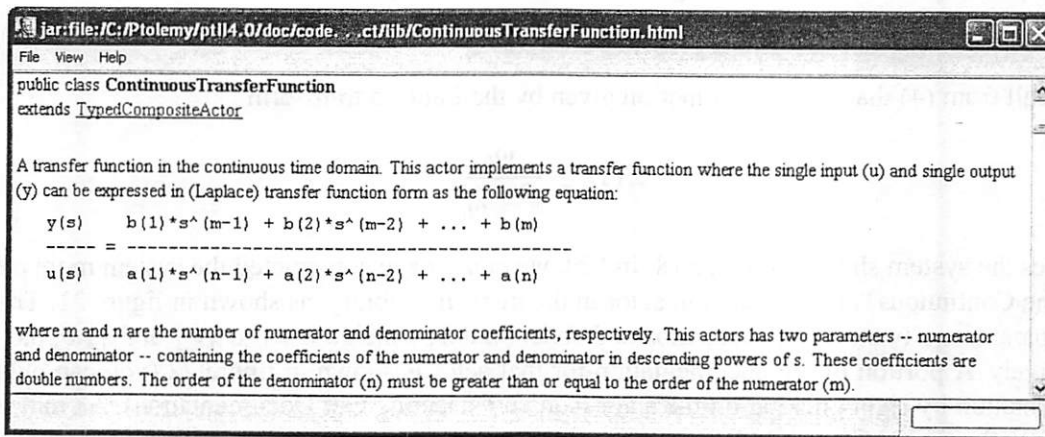 jar:file:/C:/Ptolemy/ptII4.0/doc/code. . .ct/lib/ContinuousTransferFunction.html
File View Help
public class ContinuousTransferFunction
extends TypedCompositeActor
A transfer function in the continuous time domain. This actor implements a transfer function where the single input (u) and single output
(y) can be expressed in (Laplace) transfer function form as the following equation:
y(s) b(1)*s^(m-1) + b(2)*s^(m-2) + ... + b(m)
----- = -------------------------------------------
u(s) a(1)*s^(n-1) + a(2)*s^(n-2) + ... + a(n)
where m and n are the number of numerator and denominator coefficients, respectively. This actors has two parameters -- numerator
and denominator -- containing the coefficients of the numerator and denominator in descending powers of s. These coefficients are
double numbers. The order of the denominator (n) must be greater than or equal to the order of the numerator (m).